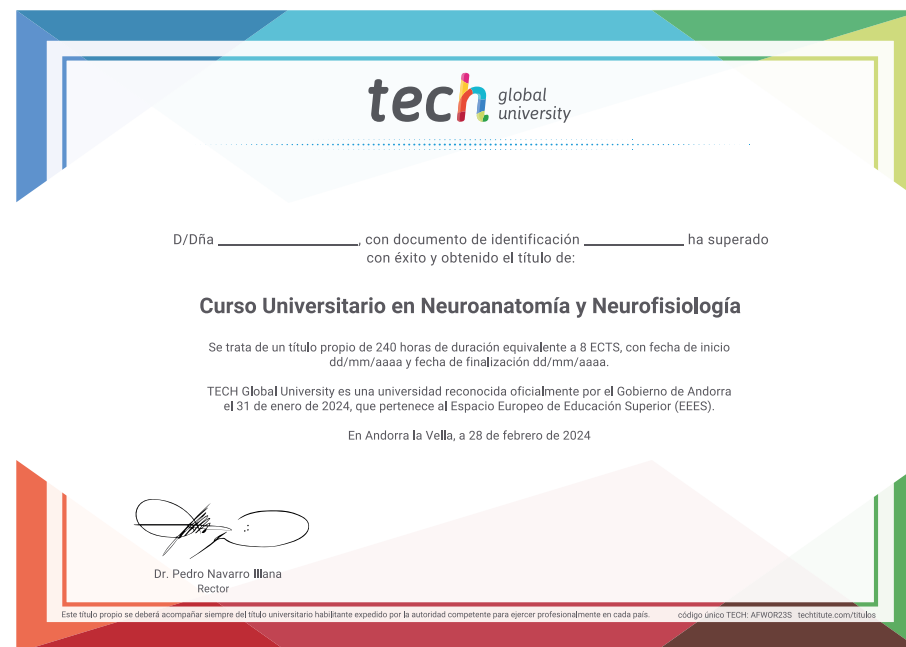 tech global university
D/Dña ____________, con documento de identificación ____________ ha superado
con éxito y obtenido el título de:
Curso Universitario en Neuroanatomía y Neurofisiología
Se trata de un título propio de 240 horas de duración equivalente a 8 ECTS, con fecha de inicio
dd/mm/aaaa y fecha de finalización dd/mm/aaaa.
TECH Global University es una universidad reconocida oficialmente por el Gobierno de Andorra
el 31 de enero de 2024, que pertenece al Espacio Europeo de Educación Superior (EEES).
En Andorra la Vella, a 28 de febrero de 2024
Dr. Pedro Navarro Illana
Rector
Este título propio se deberá acompañar siempre del título universitario habilitante expedido por la autoridad competente para ejercer profesionalmente en cada país. código único TECH: AFWOR23S techtitute.com/titulos